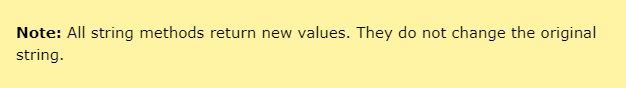 Note: All string methods return new values. They do not change the original
string.